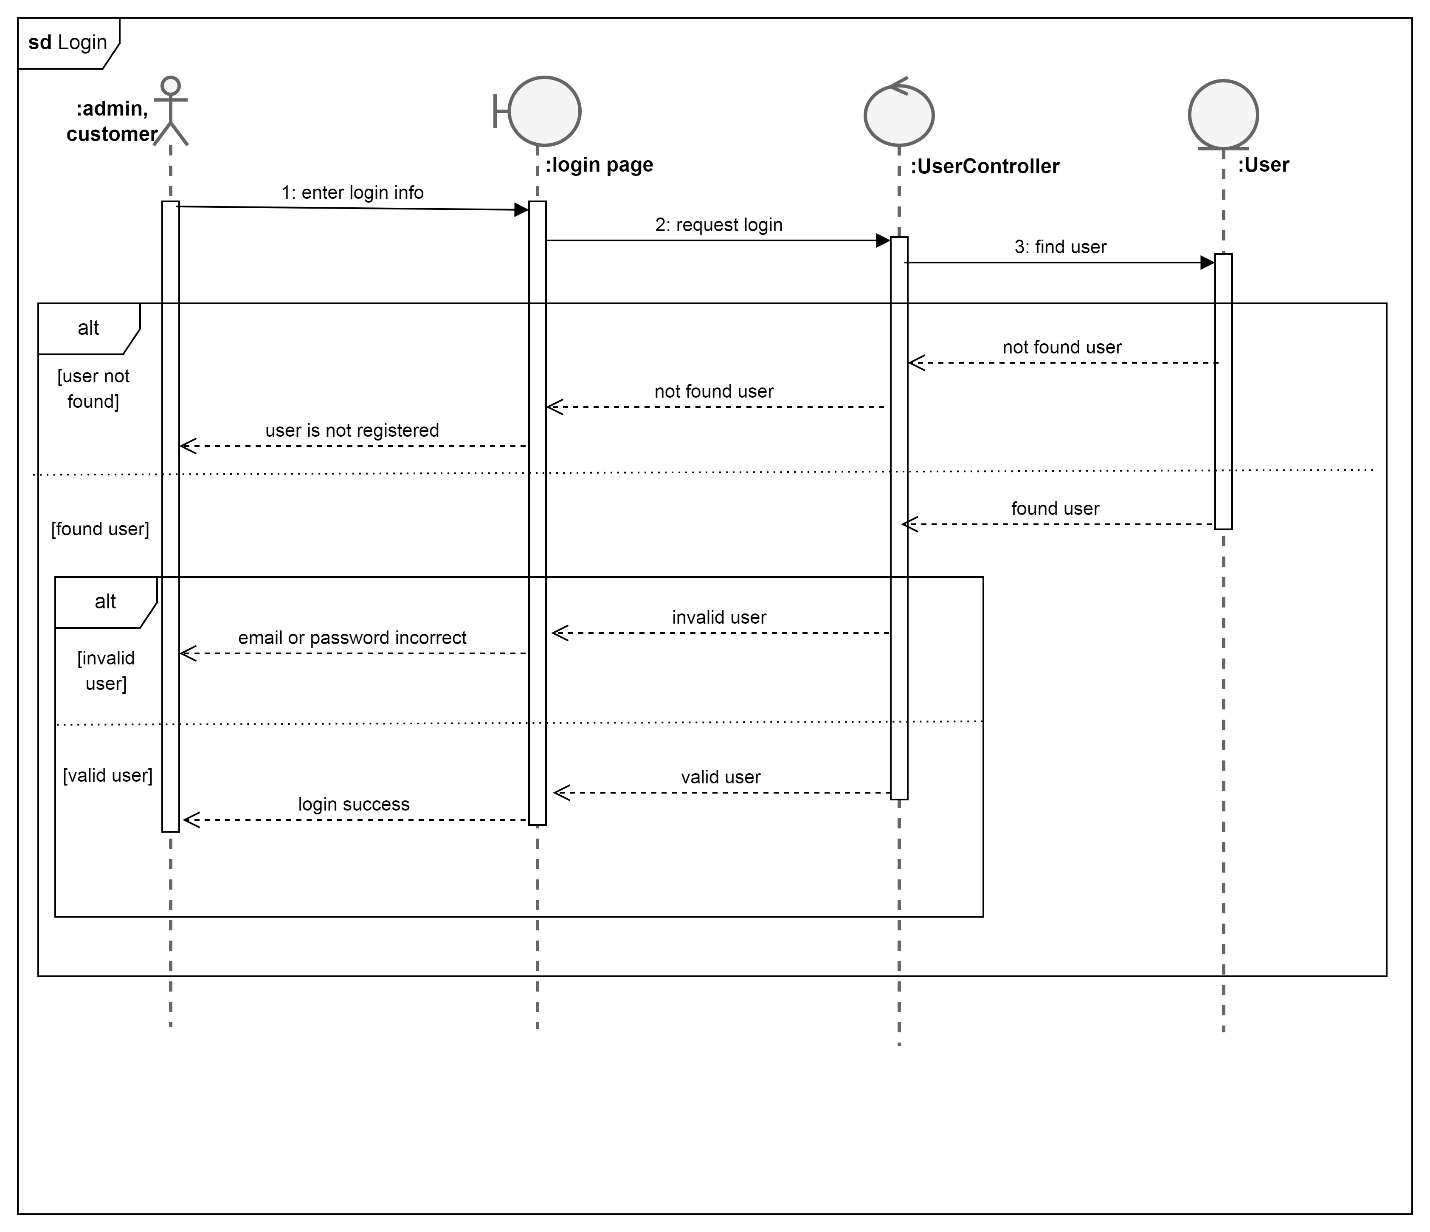 sd Login
:admin,
customer
:login page
:UserController
:User
1: enter login info
2: request login
3: find user
alt
not found user
[user not
found]
not found user
user is not registered
found user
[found user]
alt
invalid user
email or password incorrect
[invalid
user]
[valid user]
valid user
login success